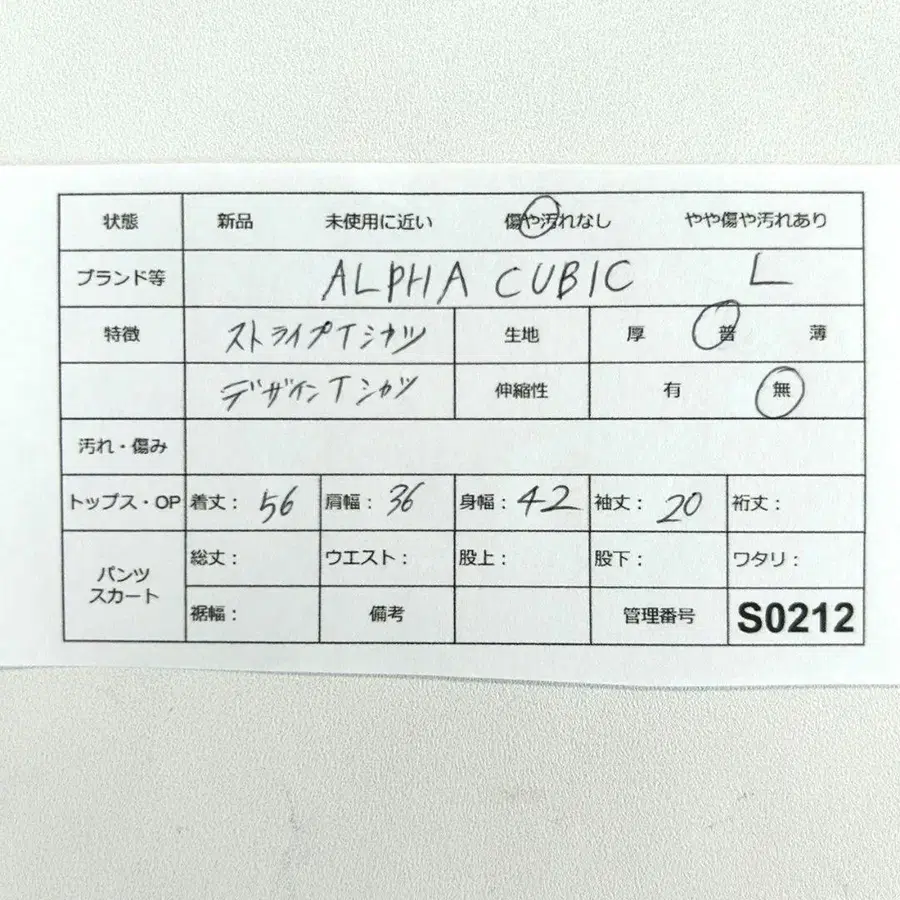 状態 新品 未使用に近い 傷や汚れなし やや傷や汚れあり
ブランド等 ALPHA CUBIC L
特徴 ストライプTシャツ 生地 厚 普 薄
デザインTシャツ 伸縮性 有 無
汚れ・傷み
トップス・OP 着丈： 56 肩幅： 36 身幅： 42 袖丈： 20 裄丈：
パンツ スカート 総丈： ウエスト： 股上： 股下： ワタリ：
裾幅： 備考 管理番号 S0212